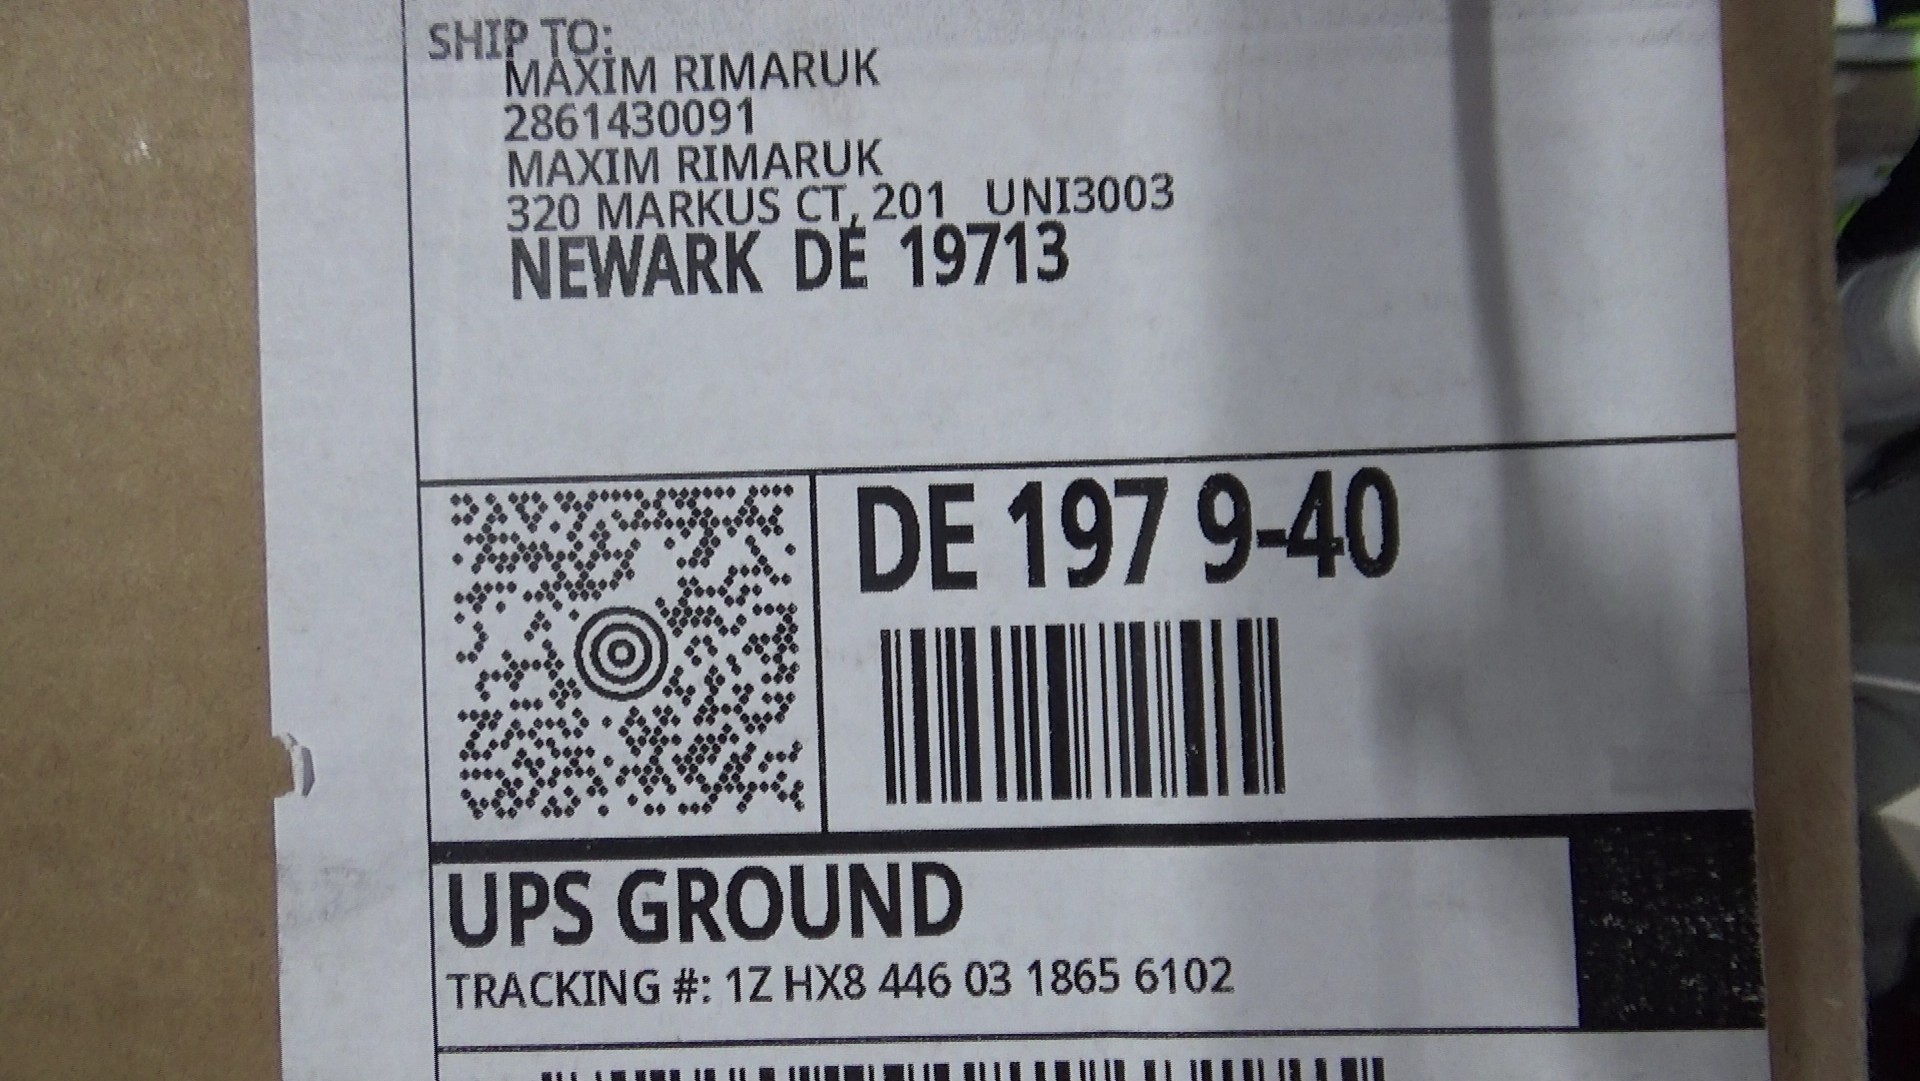 SHIP TO:
MAXIM RIMARUK
2861430091
MAXIM RIMARUK
320 MARKUS CT, 201 UNI3003
NEWARK DE 19713
DE 197 9-40
UPS GROUND
TRACKING #: 1Z HX8 446 03 1865 6102